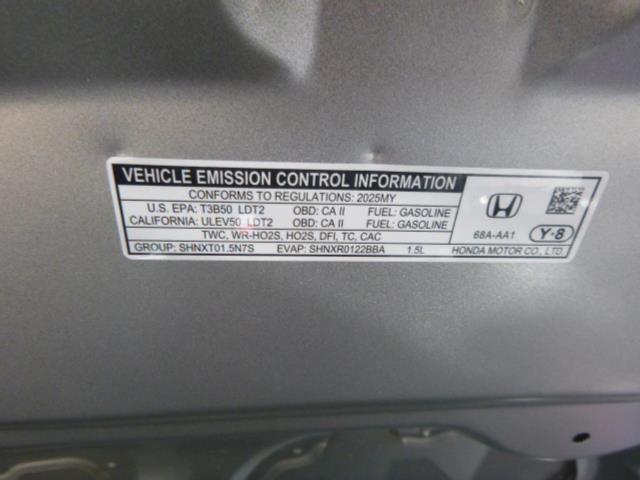 VEHICLE EMISSION CONTROL INFORMATION
CONFORMS TO REGULATIONS: 2025MY
U.S. EPA: T3B50 LDT2 OBD: CA II FUEL: GASOLINE
CALIFORNIA: ULEV50 LDT2 OBD: CA II FUEL: GASOLINE
TWC, WR-HO2S, HO2S, DFI, TC, CAC
GROUP: SHNXT01.5N7S EVAP: SHNXR0122BBA 1.5L
68A-AA1 Y-8
HONDA MOTOR CO., LTD.